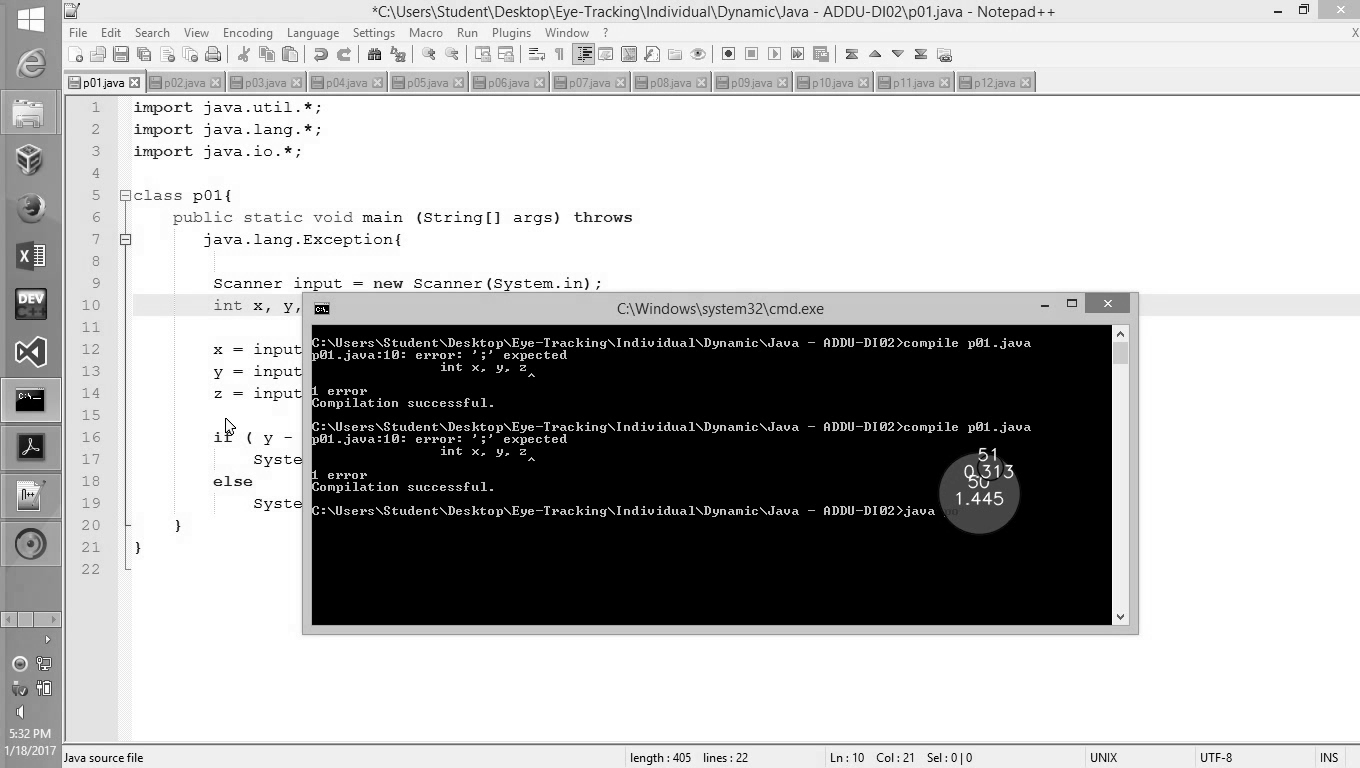 *C:\Users\Student\Desktop\Eye-Tracking\Individual\Dynamic\Java - ADDU-DI02\p01.java - Notepad++
File Edit Search View Encoding Language Settings Macro Run Plugins Window ? X
p01.java p02.java p03.java p04.java p05.java p06.java p07.java p08.java p09.java p10.java p11.java p12.java
1 import java.util.*;
2 import java.lang.*;
3 import java.io.*;
4
5 class p01{
6 public static void main (String[] args) throws
7 java.lang.Exception{
8
9 Scanner input = new Scanner(System.in);
10 int x, y,
11
12 x = input
13 y = input
14 z = input
15
16 if ( y -
17 Syste
18 else
19 Syste
20 }
21 }
22
C:\Windows\system32\cmd.exe
C:\Users\Student\Desktop\Eye-Tracking\Individual\Dynamic\Java - ADDU-DI02>compile p01.java
p01.java:10: error: ';' expected
int x, y, z
^
1 error
Compilation successful.
C:\Users\Student\Desktop\Eye-Tracking\Individual\Dynamic\Java - ADDU-DI02>compile p01.java
p01.java:10: error: ';' expected
int x, y, z
^
1 error
Compilation successful.
C:\Users\Student\Desktop\Eye-Tracking\Individual\Dynamic\Java - ADDU-DI02>java
51
0.313
50
1.445
DEV
C++
5:32 PM
1/18/2017
Java source file length : 405 lines : 22 Ln : 10 Col : 21 Sel : 0 | 0 UNIX UTF-8 INS